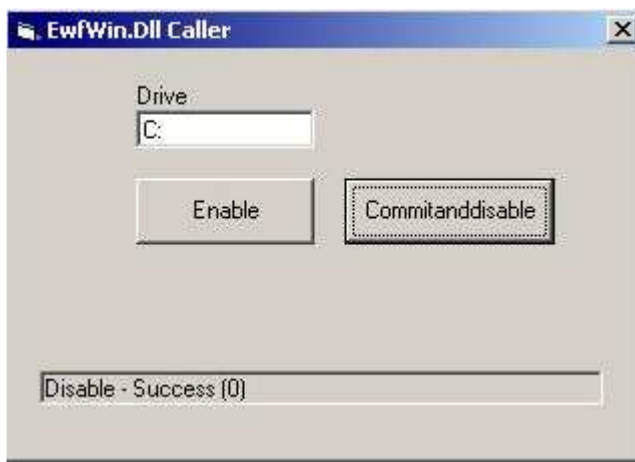 EwfWin.Dll Caller
Drive
C:
Enable
Commitanddisable
Disable - Success (0)